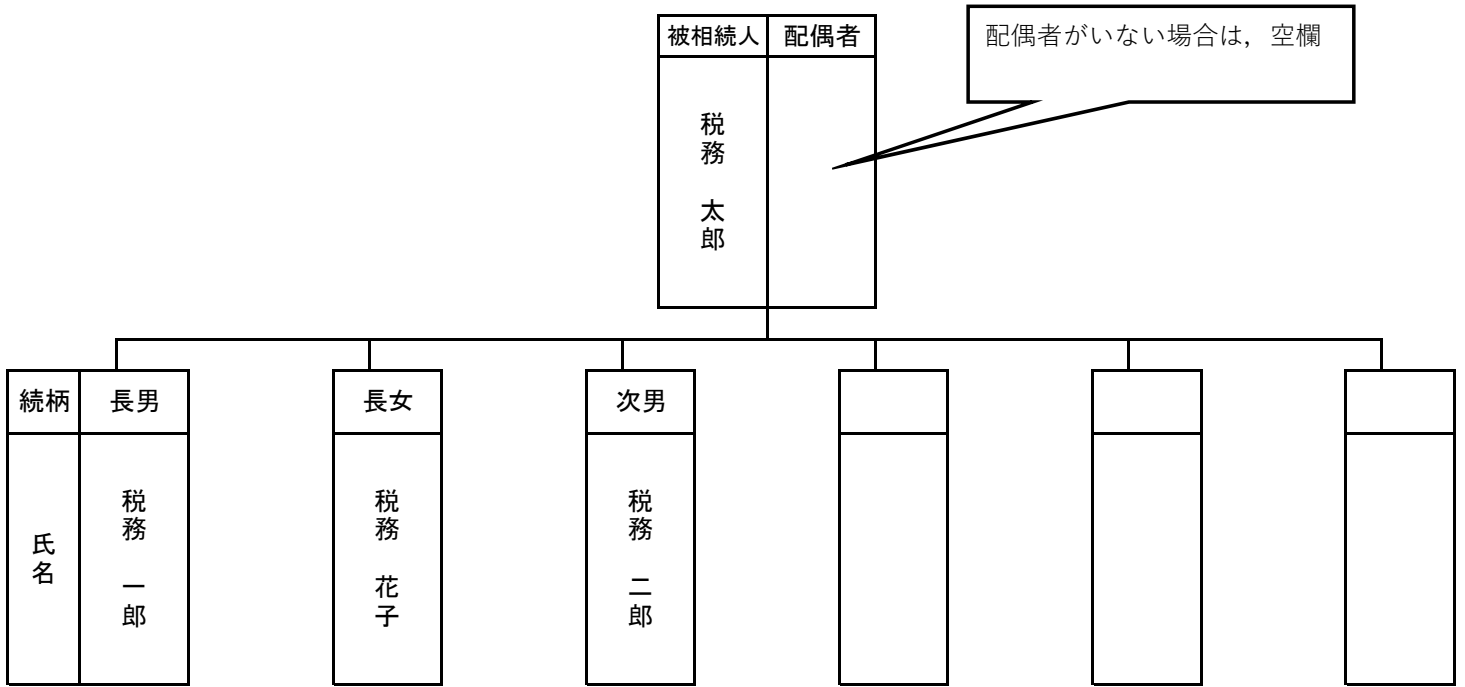 被相続人 配偶者
配偶者がいない場合は，空欄
税務 太郎
続柄 長男 長女 次男
氏名 税務 一郎 税務 花子 税務 二郎